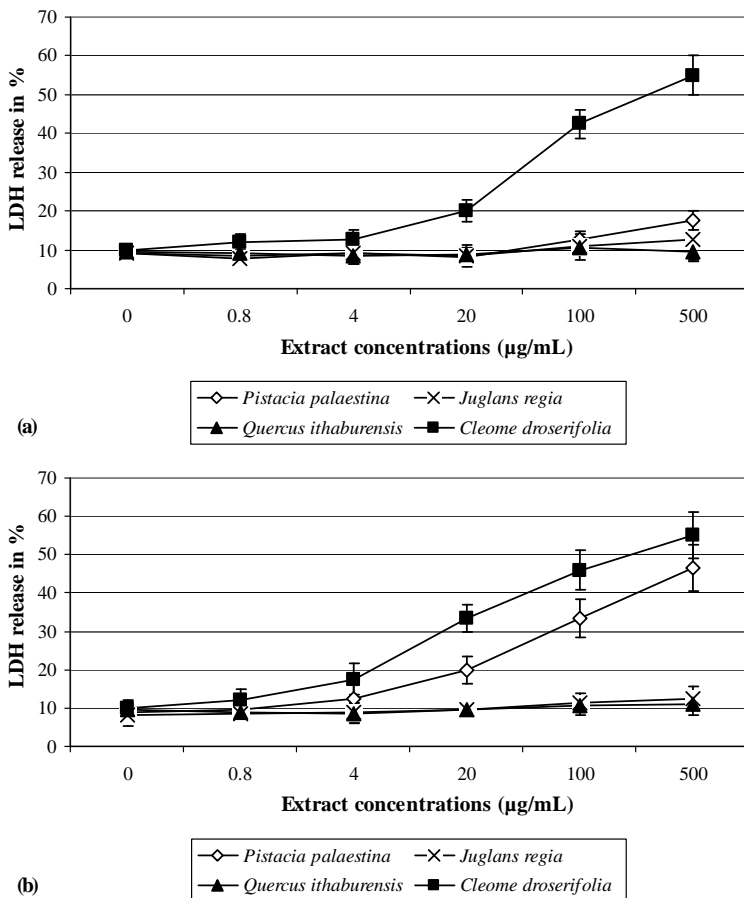 70
60
50
40
30
20
10
0
LDH release in %
0 0.8 4 20 100 500
Extract concentrations (µg/mL)
Pistacia palaestina Juglans regia
Quercus ithaburensis Cleome droserifolia
(a)
70
60
50
40
30
20
10
0
LDH release in %
0 0.8 4 20 100 500
Extract concentrations (µg/mL)
Pistacia palaestina Juglans regia
Quercus ithaburensis Cleome droserifolia
(b)